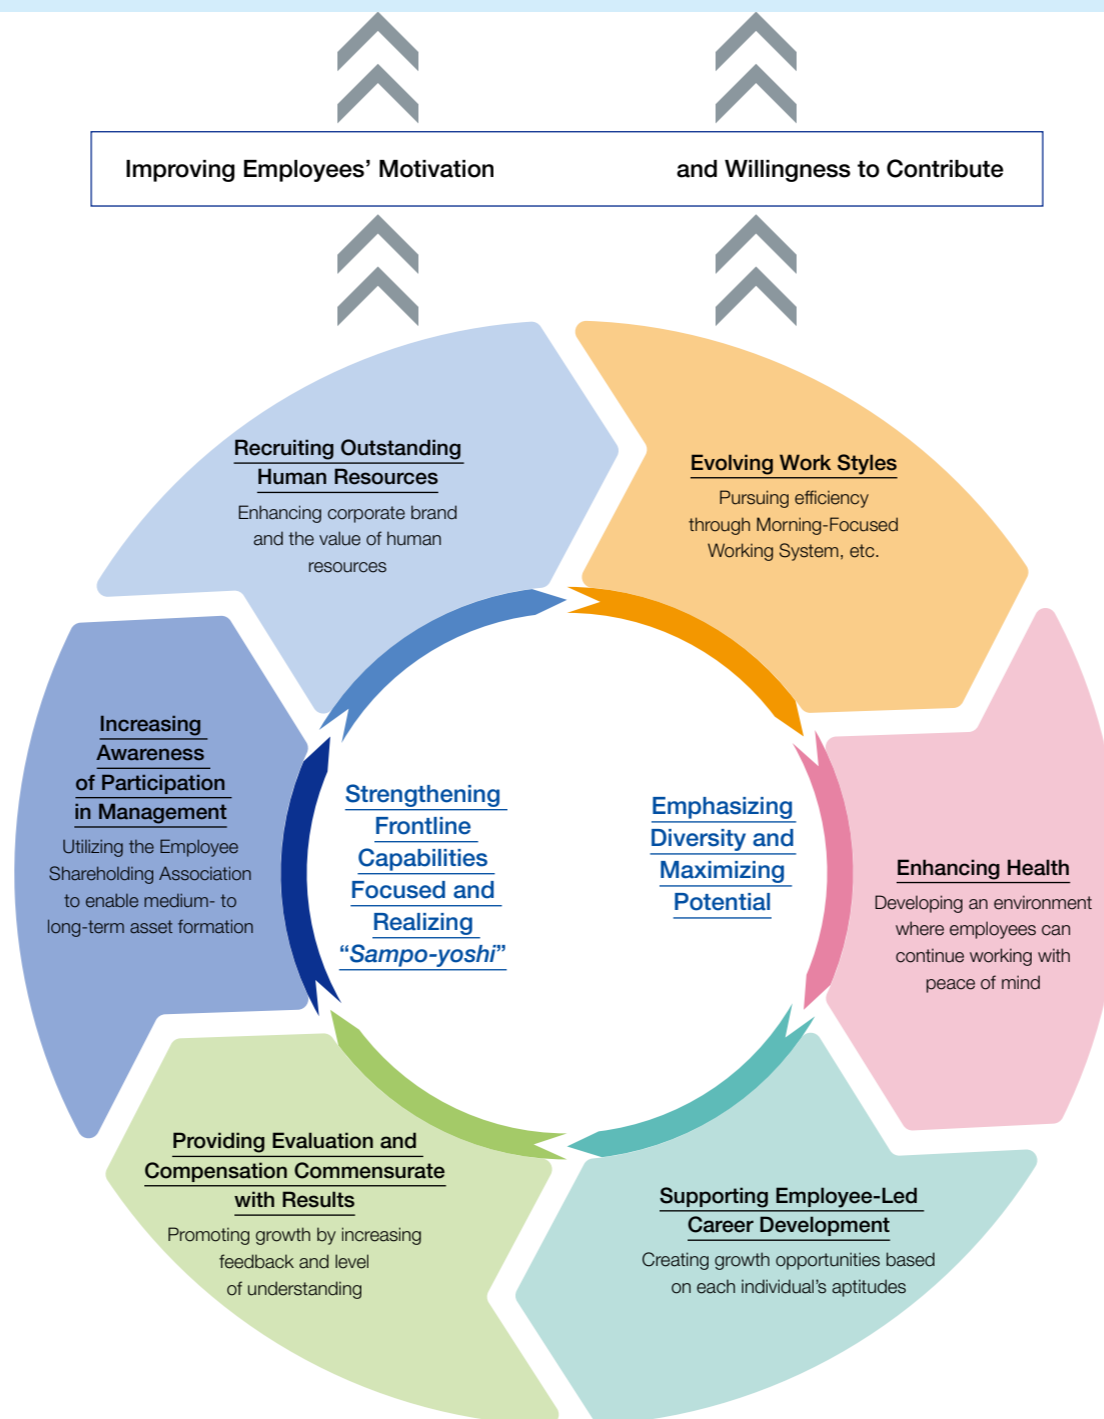 Improving Employees’ Motivation and Willingness to Contribute
Recruiting Outstanding
Human Resources
Enhancing corporate brand
and the value of human
resources
Evolving Work Styles
Pursuing efficiency
through Morning-Focused
Working System, etc.
Increasing
Awareness
of Participation
in Management
Utilizing the Employee
Shareholding Association
to enable medium- to
long-term asset formation
Strengthening
Frontline
Capabilities
Focused and
Realizing
“Sampo-yoshi”
Emphasizing
Diversity and
Maximizing
Potential
Enhancing Health
Developing an environment
where employees can
continue working with
peace of mind
Providing Evaluation and
Compensation Commensurate
with Results
Promoting growth by increasing
feedback and level
of understanding
Supporting Employee-Led
Career Development
Creating growth opportunities based
on each individual’s aptitudes